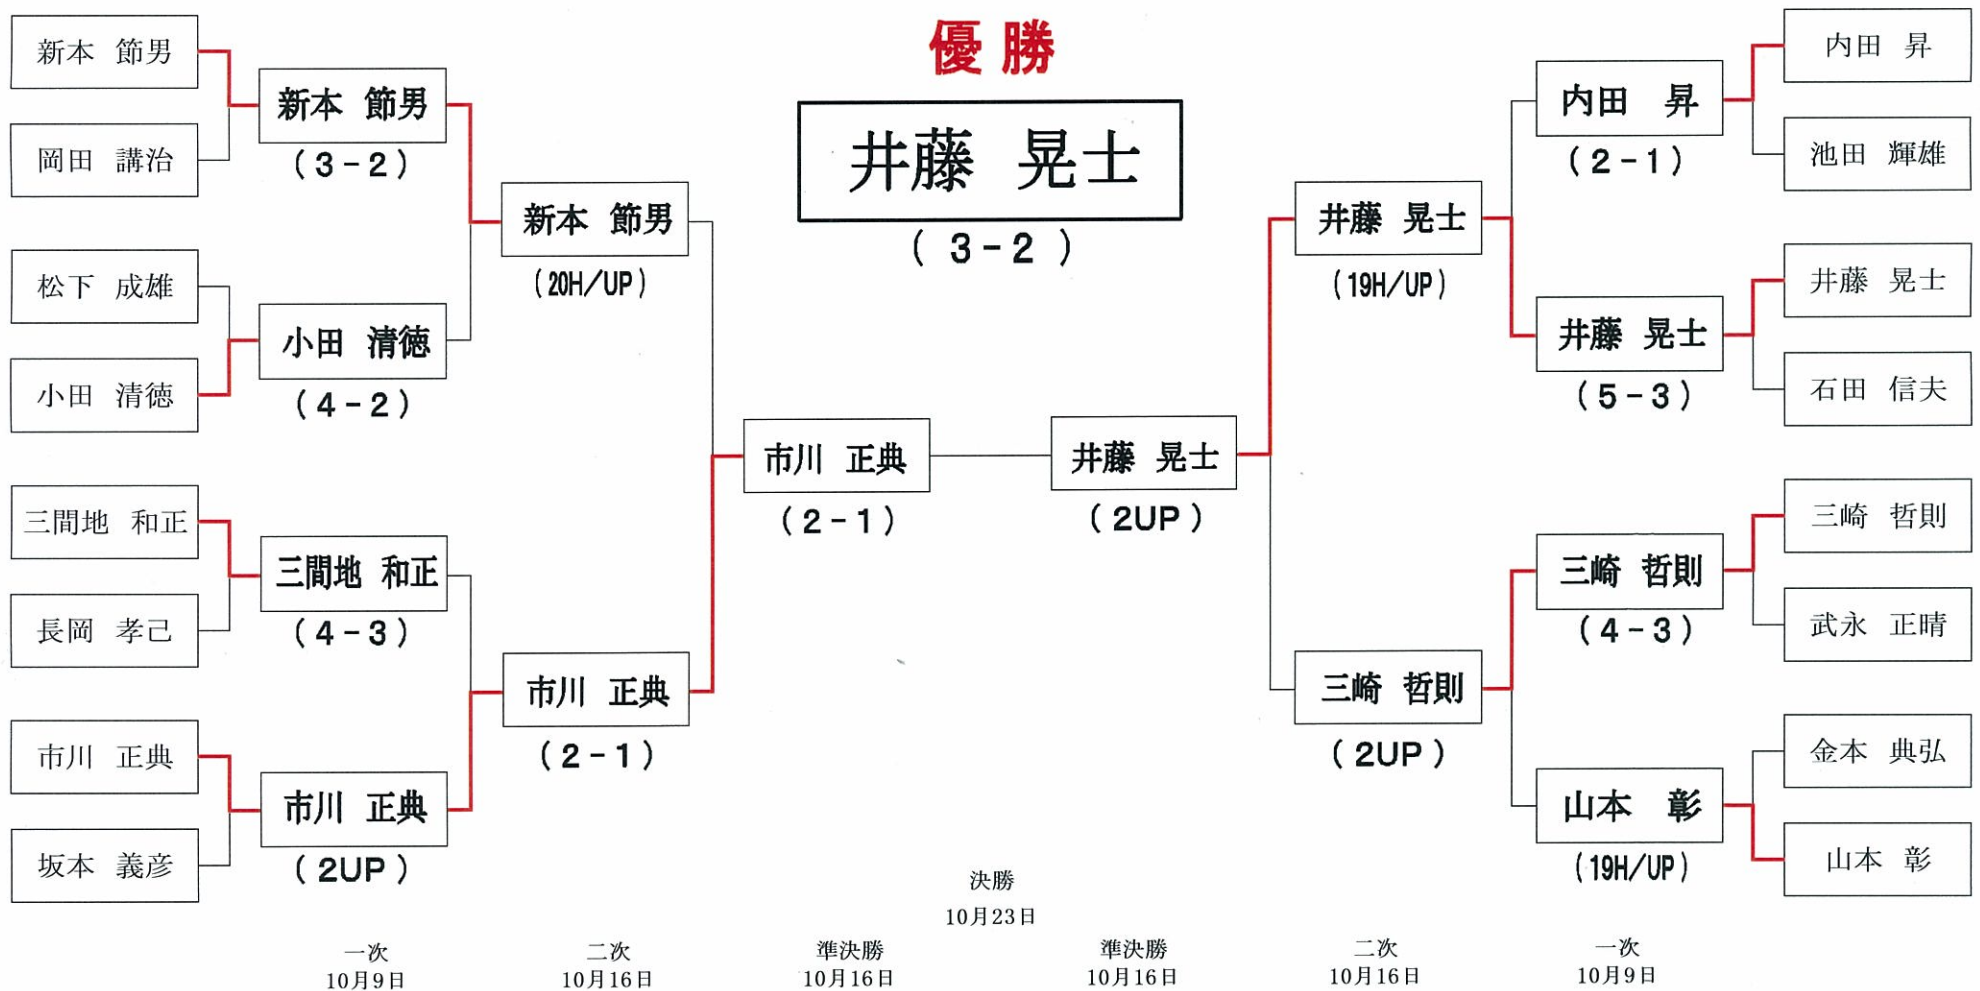 優勝
井藤 晃士
( 3-2 )
新本 節男
岡田 講治
松下 成雄
小田 清徳
三間地 和正
長岡 孝己
市川 正典
坂本 義彦
新本 節男
(3-2)
小田 清徳
(4-2)
三間地 和正
(4-3)
市川 正典
(2UP)
新本 節男
(20H/UP)
市川 正典
(2-1)
市川 正典
(2-1)
井藤 晃士
(2UP)
井藤 晃士
(19H/UP)
三崎 哲則
(2UP)
内田 昇
(2-1)
井藤 晃士
(5-3)
三崎 哲則
(4-3)
山本 彰
(19H/UP)
内田 昇
池田 輝雄
井藤 晃士
石田 信夫
三崎 哲則
武永 正晴
金本 典弘
山本 彰
決勝
10月23日
一次
10月9日
二次
10月16日
準決勝
10月16日
準決勝
10月16日
二次
10月16日
一次
10月9日